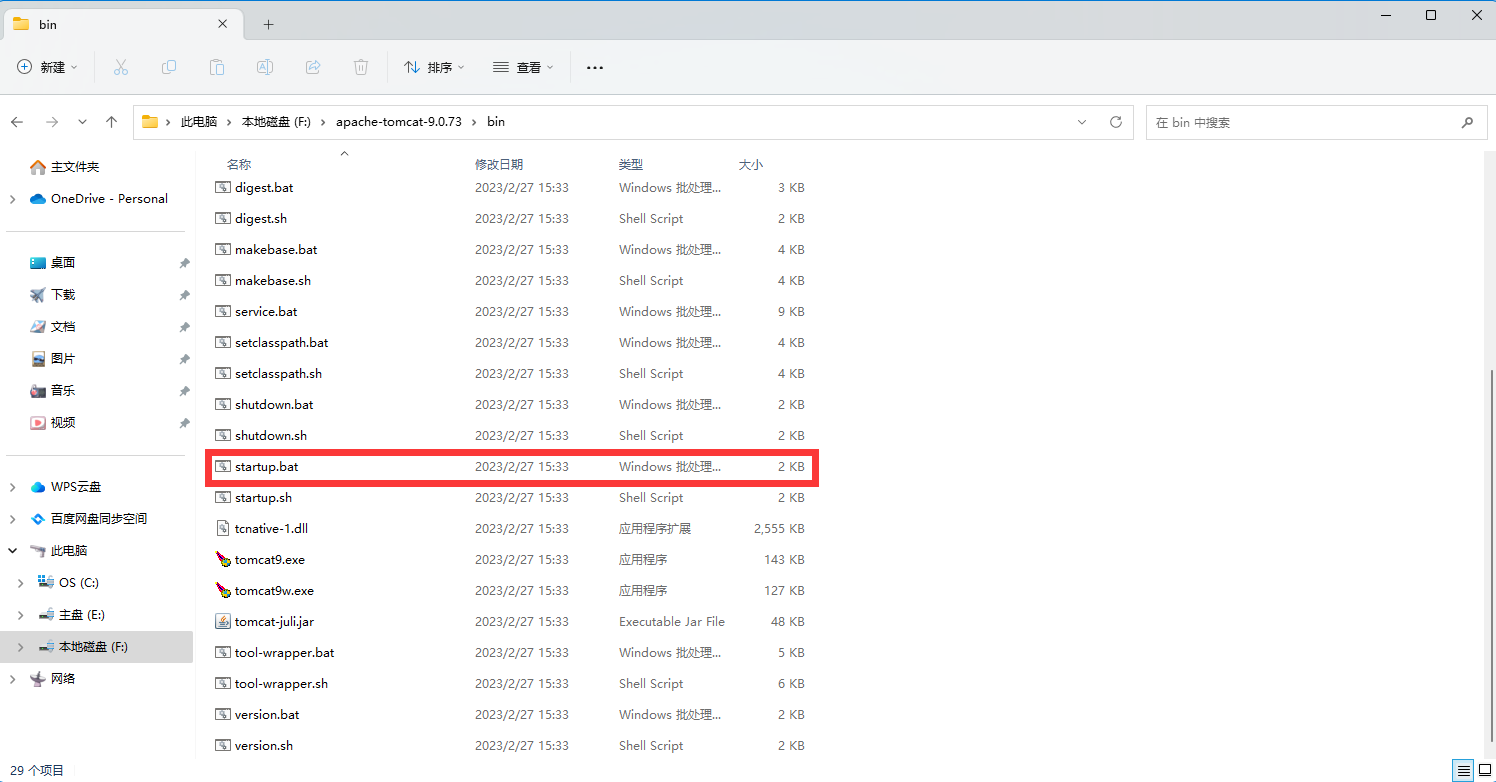 bin
新建
排序
查看
此电脑 本地磁盘 (F:) apache-tomcat-9.0.73 bin
在 bin 中搜索
主文件夹
OneDrive - Personal
桌面
下载
文档
图片
音乐
视频
WPS云盘
百度网盘同步空间
此电脑
OS (C:)
主盘 (E:)
本地磁盘 (F:)
网络
名称 修改日期 类型 大小
digest.bat 2023/2/27 15:33 Windows 批处理... 3 KB
digest.sh 2023/2/27 15:33 Shell Script 2 KB
makebase.bat 2023/2/27 15:33 Windows 批处理... 4 KB
makebase.sh 2023/2/27 15:33 Shell Script 4 KB
service.bat 2023/2/27 15:33 Windows 批处理... 9 KB
setclasspath.bat 2023/2/27 15:33 Windows 批处理... 4 KB
setclasspath.sh 2023/2/27 15:33 Shell Script 4 KB
shutdown.bat 2023/2/27 15:33 Windows 批处理... 2 KB
shutdown.sh 2023/2/27 15:33 Shell Script 2 KB
startup.bat 2023/2/27 15:33 Windows 批处理... 2 KB
startup.sh 2023/2/27 15:33 Shell Script 2 KB
tcnative-1.dll 2023/2/27 15:33 应用程序扩展 2,555 KB
tomcat9.exe 2023/2/27 15:33 应用程序 143 KB
tomcat9w.exe 2023/2/27 15:33 应用程序 127 KB
tomcat-juli.jar 2023/2/27 15:33 Executable Jar File 48 KB
tool-wrapper.bat 2023/2/27 15:33 Windows 批处理... 5 KB
tool-wrapper.sh 2023/2/27 15:33 Shell Script 6 KB
version.bat 2023/2/27 15:33 Windows 批处理... 2 KB
version.sh 2023/2/27 15:33 Shell Script 2 KB
29 个项目